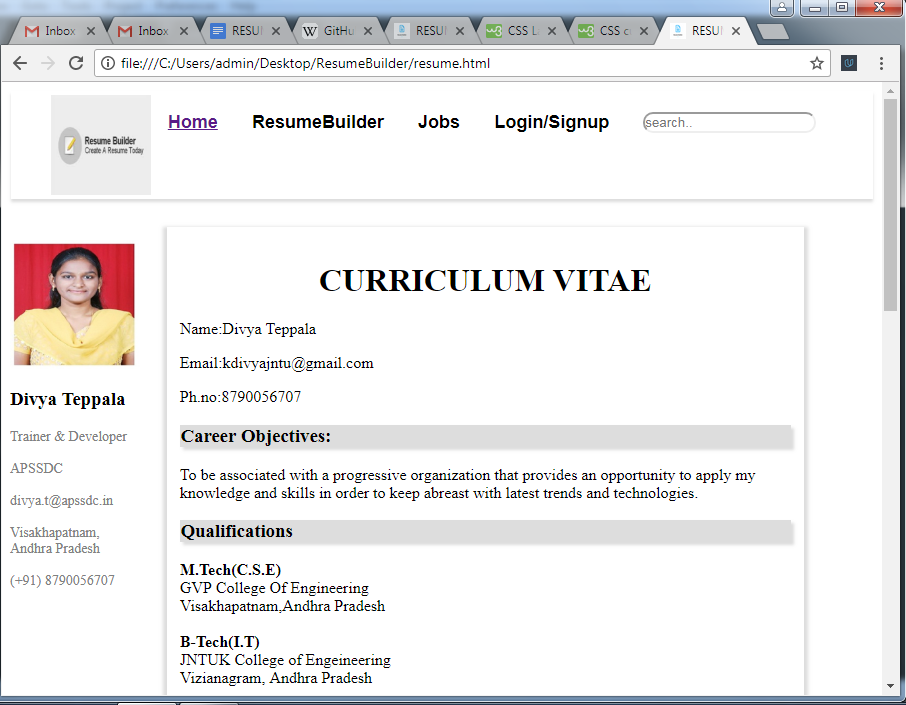 Inbox
Inbox
RESU
GitHu
RESU
CSS L
CSS c
RESU
file:///C:/Users/admin/Desktop/ResumeBuilder/resume.html
Resume Builder
Create A Resume Today
Home ResumeBuilder Jobs Login/Signup search..
Divya Teppala
Trainer & Developer
APSSDC
divya.t@apssdc.in
Visakhapatnam,
Andhra Pradesh
(+91) 8790056707
CURRICULUM VITAE
Name:Divya Teppala
Email:kdivyajntu@gmail.com
Ph.no:8790056707
Career Objectives:
To be associated with a progressive organization that provides an opportunity to apply my
knowledge and skills in order to keep abreast with latest trends and technologies.
Qualifications
M.Tech(C.S.E)
GVP College Of Engineering
Visakhapatnam,Andhra Pradesh
B-Tech(I.T)
JNTUK College of Engeineering
Vizianagram, Andhra Pradesh